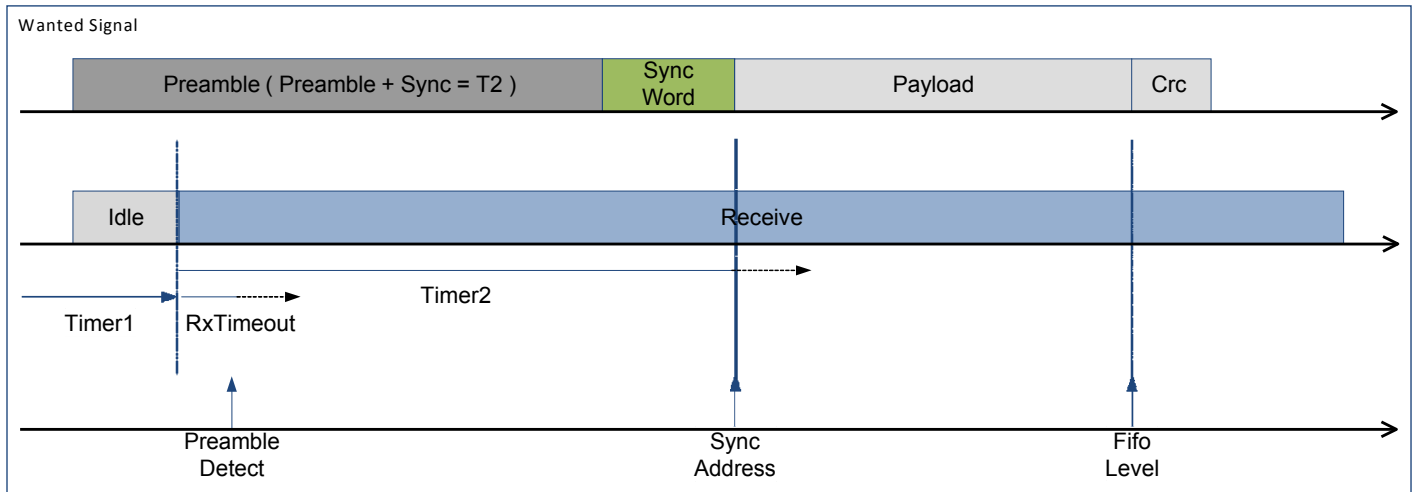 Wanted Signal
Preamble ( Preamble + Sync = T2 )
Sync
Word
Payload
Crc
Idle
Receive
Timer2
Timer1
RxTimeout
Preamble
Detect
Sync
Address
Fifo
Level